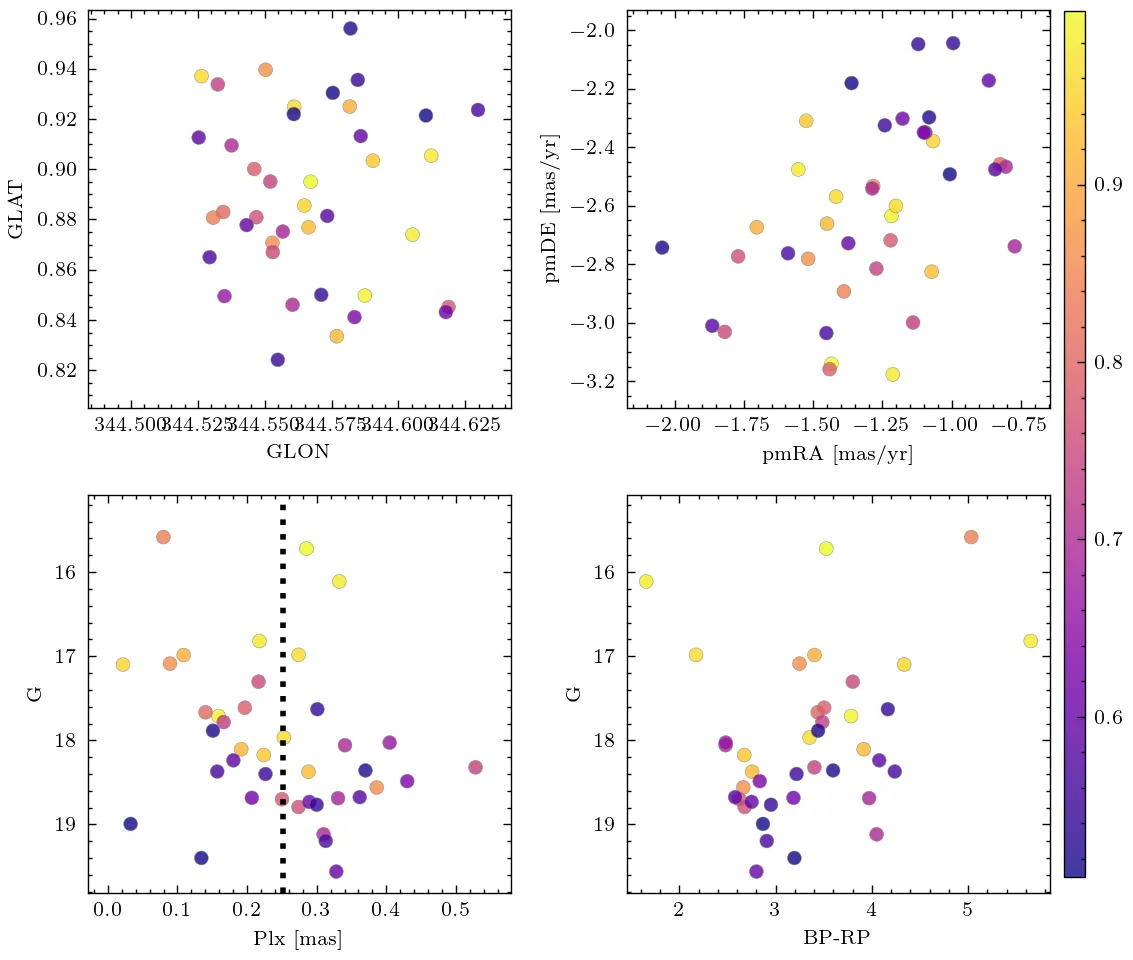 0.96
0.94
0.92
0.90
0.88
0.86
0.84
0.82
GLAT
344.500 344.525 344.550 344.575 344.600 344.625
GLON
−2.0
−2.2
−2.4
−2.6
−2.8
−3.0
−3.2
pmDE [mas/yr]
−2.00 −1.75 −1.50 −1.25 −1.00 −0.75
pmRA [mas/yr]
0.9
0.8
0.7
0.6
16
17
18
19
G
0.0 0.1 0.2 0.3 0.4 0.5
Plx [mas]
16
17
18
19
G
2 3 4 5
BP-RP